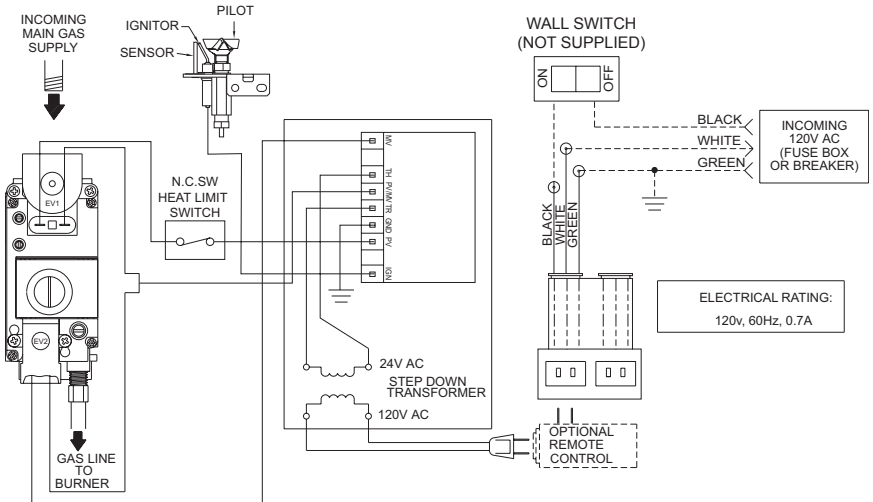 INCOMING
MAIN GAS
SUPPLY
PILOT
IGNITOR
SENSOR
WALL SWITCH
(NOT SUPPLIED)
ON
OFF
BLACK
WHITE
GREEN
INCOMING
120V AC
(FUSE BOX
OR BREAKER)
MV
TH
PV/MV
TR
GND
PV
IGN
N.C.SW
HEAT LIMIT
SWITCH
EV1
EV2
BLACK
WHITE
GREEN
ELECTRICAL RATING:
120v, 60Hz, 0.7A
24V AC
STEP DOWN
TRANSFORMER
120V AC
OPTIONAL
REMOTE
CONTROL
GAS LINE
TO
BURNER